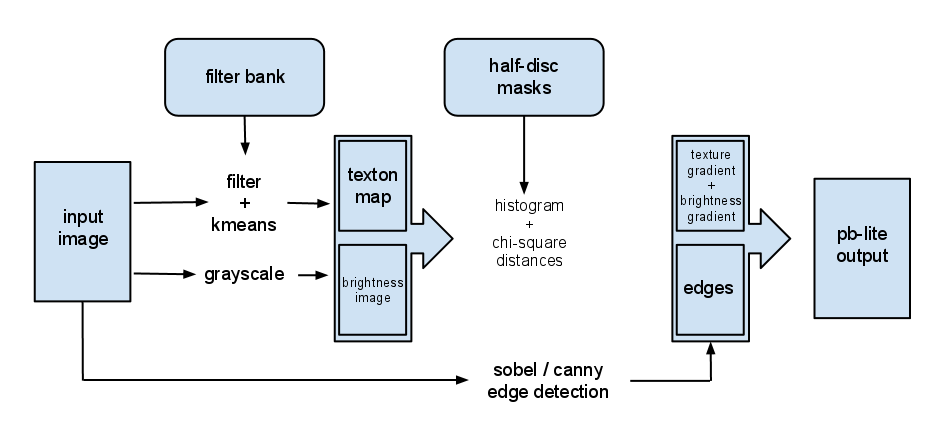 filter bank
half-disc
masks
input
image
filter
+
kmeans
grayscale
texton
map
brightness
image
histogram
+
chi-square
distances
texture
gradient
+
brightness
gradient
edges
pb-lite
output
sobel / canny
edge detection